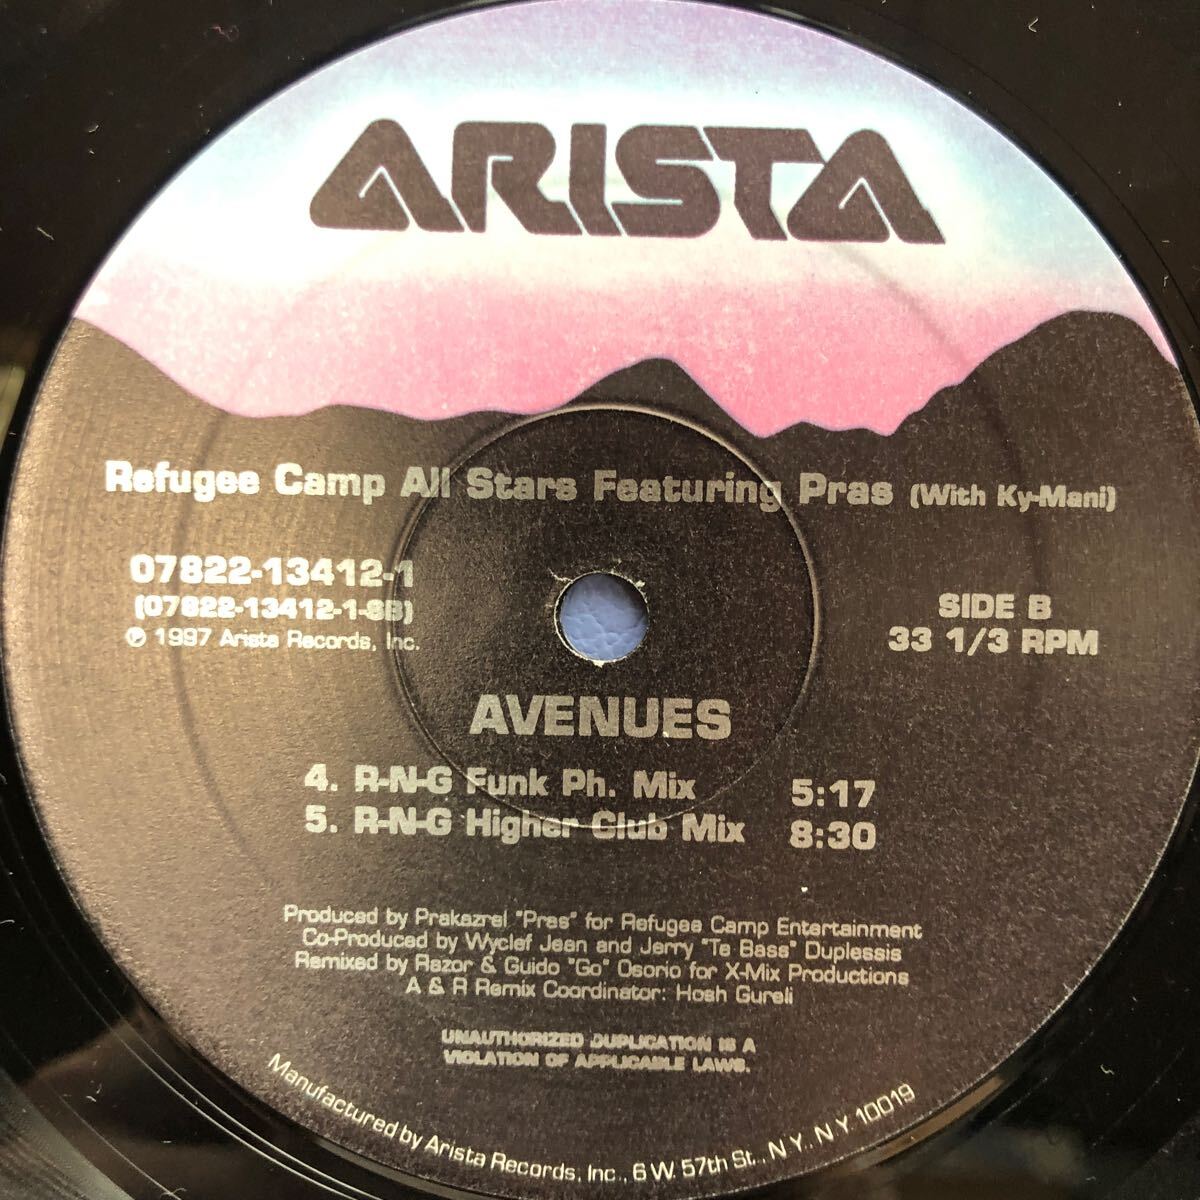 ARISTA
Refugee Camp All Stars Featuring Pras (With Ky-Mani)
07822-13412-1
(07822-13412-1-SB)
℗ 1997 Arista Records, Inc.
SIDE B
33 1/3 RPM
AVENUES
4. R-N-G Funk Ph. Mix 5:17
5. R-N-G Higher Club Mix 8:30
Produced by Prakazrel "Pras" for Refugee Camp Entertainment
Co-Produced by Wyclef Jean and Jerry "Te Bass" Duplessis
Remixed by Razor & Guido "Go" Osorio for X-Mix Productions
A & R Remix Coordinator: Hosh Gureli
UNAUTHORIZED DUPLICATION IS A
VIOLATION OF APPLICABLE LAWS.
Manufactured by Arista Records, Inc., 6 W. 57th St., N.Y. N.Y. 10019